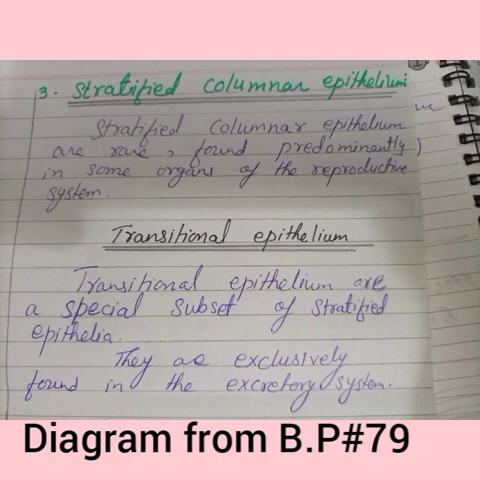 3. Stratified columnar epithelium
Stratified Columnar epithelium
are rare, found predominantly
in some organs of the reproductive
system.
Transitional epithelium
Transitional epithelium are
a special subset of stratified
epithelia.
They are exclusively
found in the excretory system.
Diagram from B.P#79